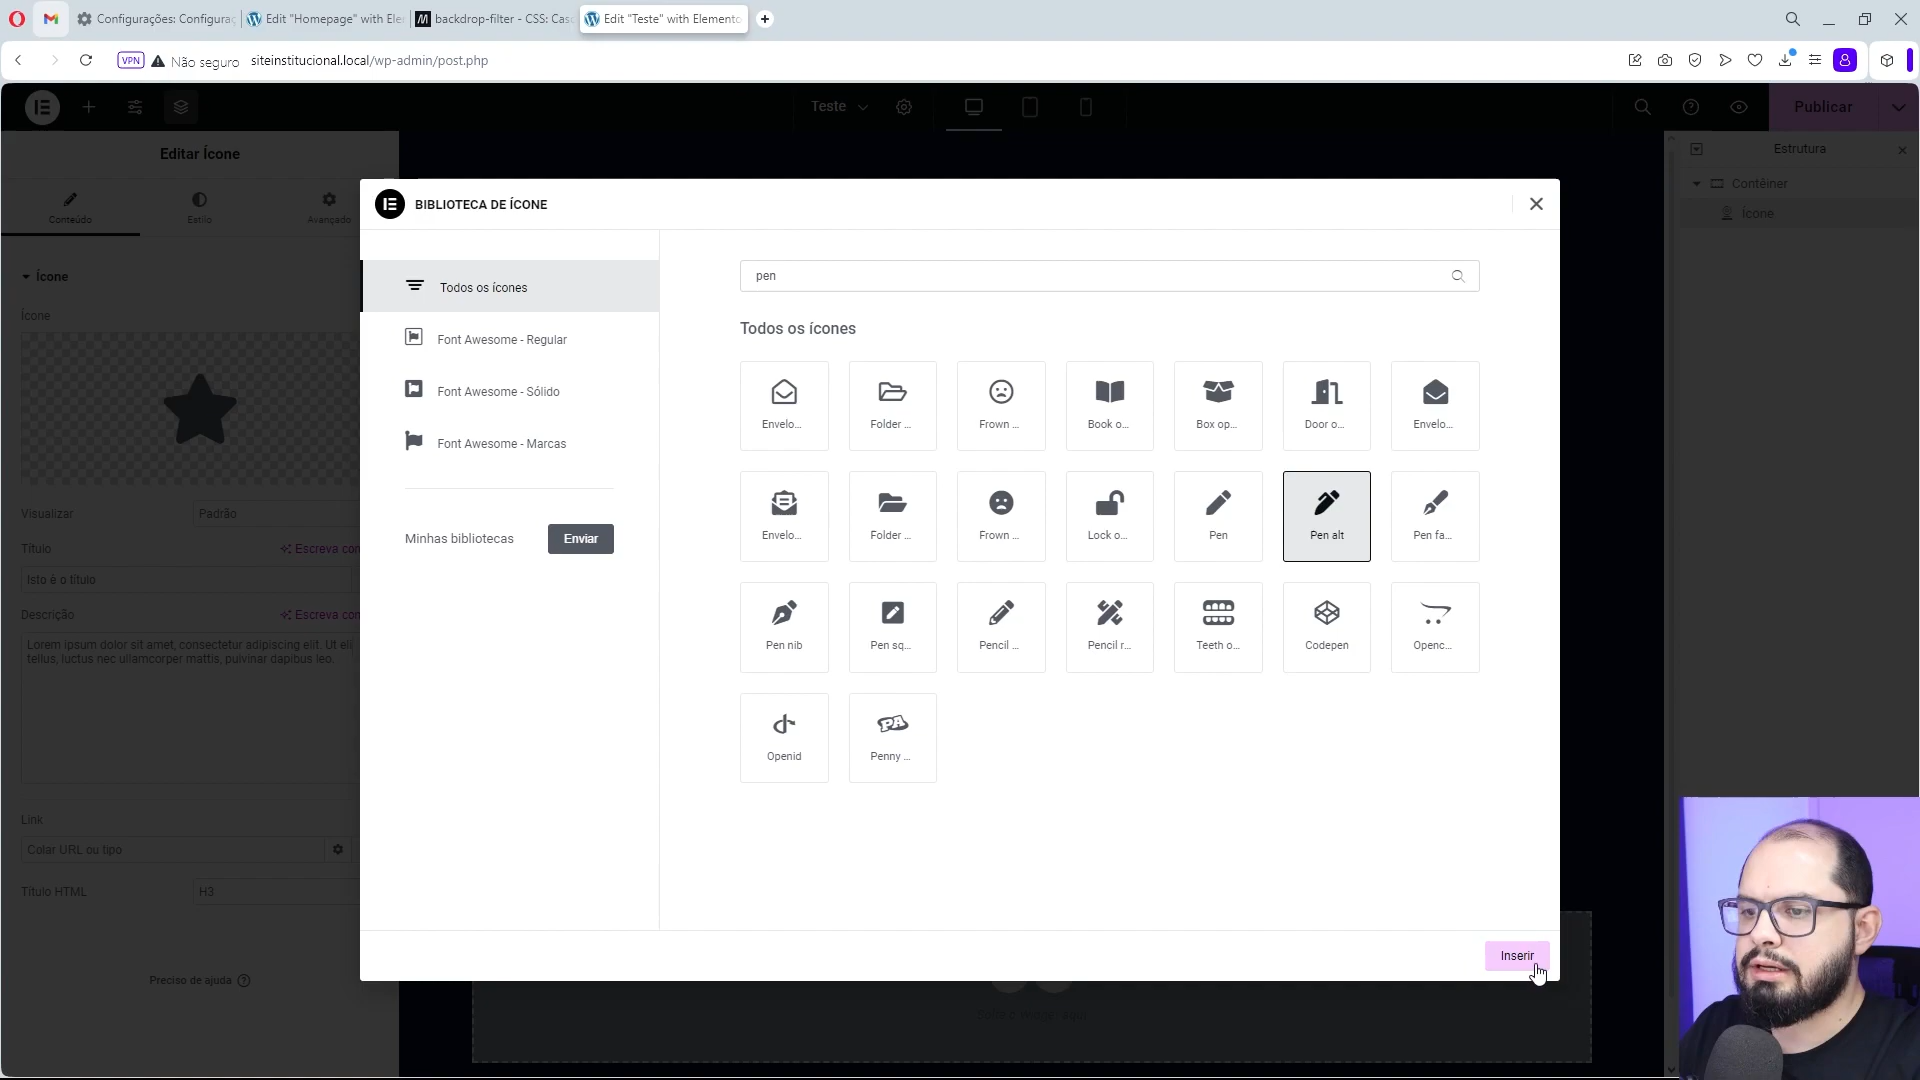 Configurações: Configuraç
Edit "Homepage" with Ele
backdrop-filter - CSS: Casc
Edit "Teste" with Elemento
VPN
Não seguro
siteinstitucional.local/wp-admin/post.php
Teste
Publicar
Editar Ícone
Estrutura
Contêiner
Ícone
Conteúdo
Estilo
Avançado
Ícone
Ícone
Visualizar
Padrão
Título
Escreva con
Isto é o título
Descrição
Escreva con
Lorem ipsum dolor sit amet, consectetur adipiscing elit. Ut eli
tellus, luctus nec ullamcorper mattis, pulvinar dapibus leo.
Link
Colar URL ou tipo
Título HTML
H3
Preciso de ajuda
BIBLIOTECA DE ÍCONE
Todos os ícones
Font Awesome - Regular
Font Awesome - Sólido
Font Awesome - Marcas
Minhas bibliotecas
Enviar
pen
Todos os ícones
Envelo...
Folder ...
Frown ...
Book o...
Box op...
Door o...
Envelo...
Envelo...
Folder ...
Frown ...
Lock o...
Pen
Pen alt
Pen fa...
Pen nib
Pen sq...
Pencil ...
Pencil r...
Teeth o...
Codepen
Openc...
Openid
Penny ...
Inserir